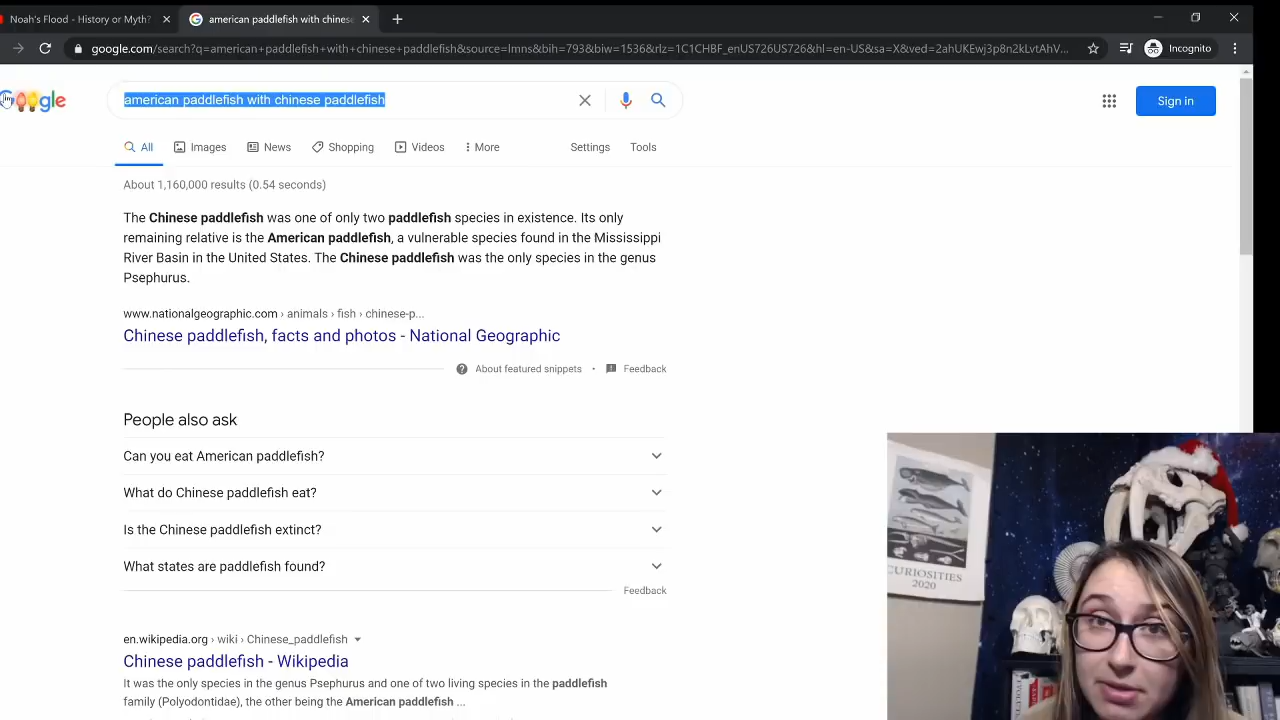 Noah's Flood - History or Myth?
american paddlefish with chinese
google.com/search?q=american+paddlefish+with+chinese+paddlefish&source=lmns&bih=793&biw=1536&rlz=1C1CHBF_enUS726US726&hl=en-US&sa=X&ved=2ahUKEwj3p8n2kLvtAhV...
Incognito
american paddlefish with chinese paddlefish
Sign in
All
Images
News
Shopping
Videos
More
Settings
Tools
About 1,160,000 results (0.54 seconds)
The Chinese paddlefish was one of only two paddlefish species in existence. Its only
remaining relative is the American paddlefish, a vulnerable species found in the Mississippi
River Basin in the United States. The Chinese paddlefish was the only species in the genus
Psephurus.
www.nationalgeographic.com › animals › fish › chinese-p...
Chinese paddlefish, facts and photos - National Geographic
About featured snippets • Feedback
People also ask
Can you eat American paddlefish?
What do Chinese paddlefish eat?
Is the Chinese paddlefish extinct?
What states are paddlefish found?
Feedback
en.wikipedia.org › wiki › Chinese_paddlefish
Chinese paddlefish - Wikipedia
It was the only species in the genus Psephurus and one of two living species in the paddlefish
family (Polyodontidae), the other being the American paddlefish ...
CURIOSITIES
2020